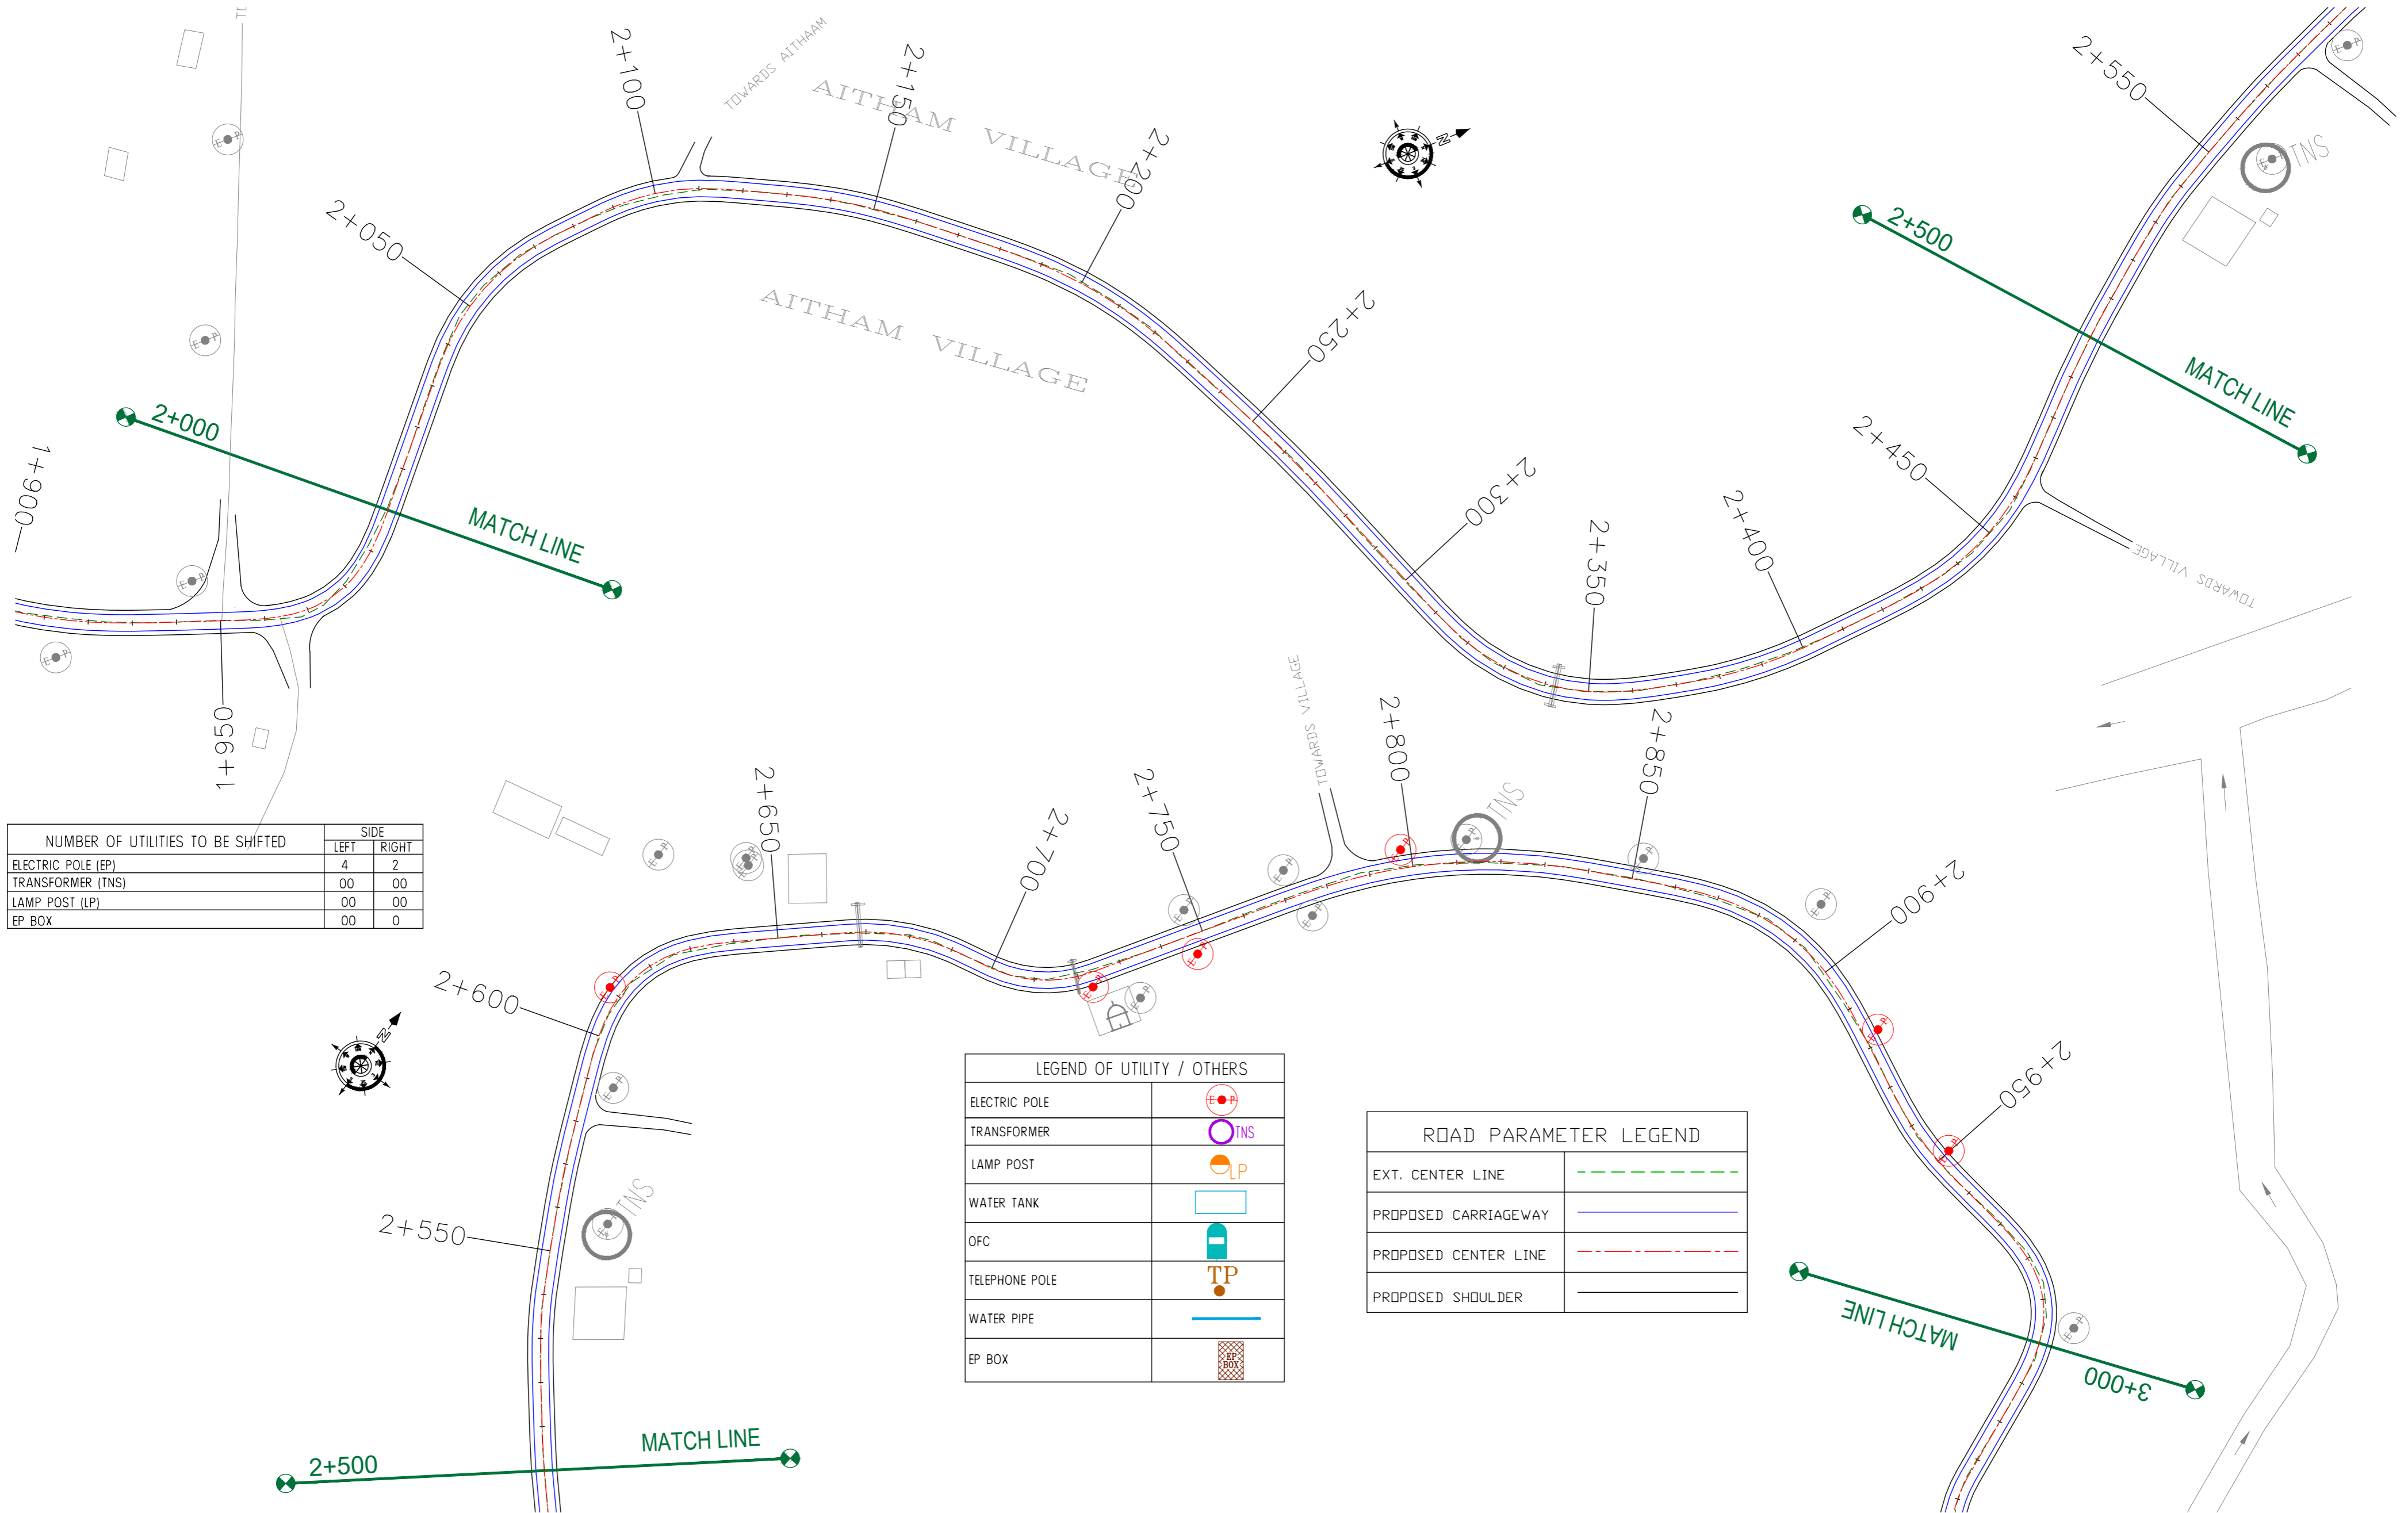 2+100
TOWARDS AITHAAM
2+150
AITHAM VILLAGE
2+200
N
2+550
E P
E P
TNS
E P
2+050
2+500
AITHAM VILLAGE
2+250
E P
MATCH LINE
2+000
1+900
2+450
2+300
MATCH LINE
2+400
2+350
TOWARDS VILLAGE
E P
E P
1+950
TOWARDS VILLAGE
2+800
2+850
2+650
2+750
2+700
TNS
NUMBER OF UTILITIES TO BE SHIFTED
SIDE
LEFT RIGHT
ELECTRIC POLE (EP) 4 2
TRANSFORMER (TNS) 00 00
LAMP POST (LP) 00 00
EP BOX 00 0
E P
E P
E P
E P
E P
E P
E P
E P
E P
E P
2+900
2+600
E P
E P
E P
E P
E P
N
2+950
E P
E P
LEGEND OF UTILITY / OTHERS
ELECTRIC POLE E P
TRANSFORMER TNS
LAMP POST LP
WATER TANK
OFC
TELEPHONE POLE TP
WATER PIPE
EP BOX EP BOX
ROAD PARAMETER LEGEND
EXT. CENTER LINE
PROPOSED CARRIAGEWAY
PROPOSED CENTER LINE
PROPOSED SHOULDER
E P
TNS
2+550
E P
MATCH LINE
3+000
2+500
MATCH LINE